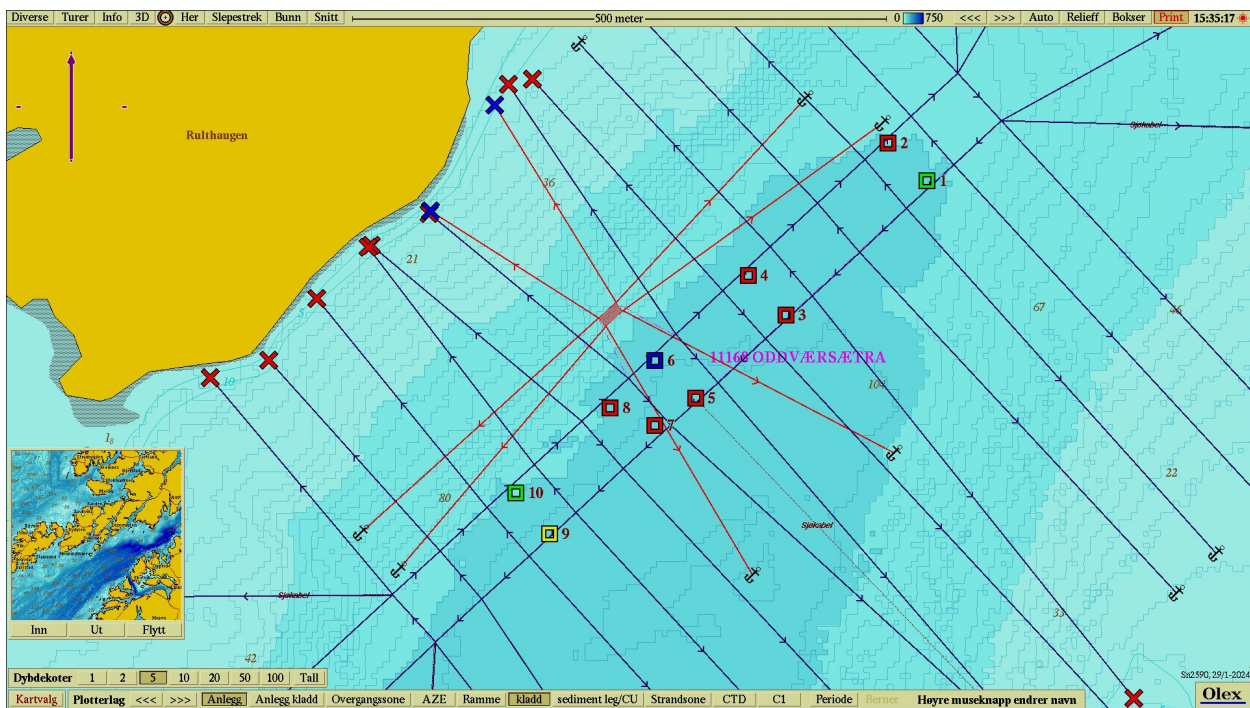 Diverse Turer Info 3D Her Slepestrek Bunn Snitt 500 meter 0 750 <<< >>> Auto Relieff Bokser Print 15:35:17
Rulthaugen
Sjøkabel
2
1
36
21
4
3
5
67
46
11168 ODDVÆRSÆTRA
6
104
10
5
8
7
1₈
22
80
10
9
Sjøkabel
Sjøkabel
33
42
Inn Ut Flytt
Dybdekoter 1 2 5 10 20 50 100 Tall
Sn2390, 29/1-2024
Kartvalg Plotterlag <<< >>> Anlegg Anlegg kladd Overgangssone AZE Ramme kladd sediment leg/CU Strandsone CTD C1 Periode Berner Høyre museknapp endrer navn Olex